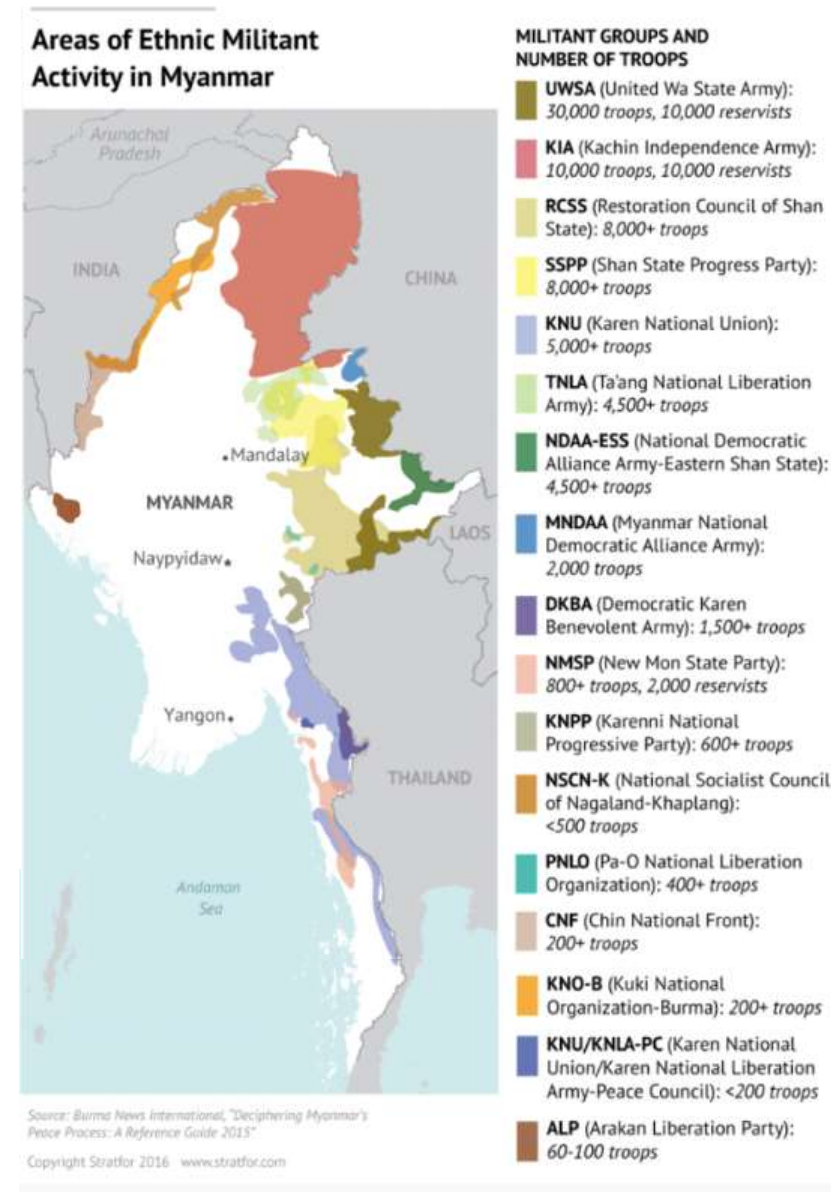 Areas of Ethnic Militant
Activity in Myanmar
Arunachal
Pradesh
INDIA
CHINA
Mandalay
MYANMAR
LAOS
Naypyidaw
Yangon
THAILAND
Andaman
Sea
Source: Burma News International, "Deciphering Myanmar's
Peace Process: A Reference Guide 2015"
Copyright Stratfor 2016 www.stratfor.com
MILITANT GROUPS AND
NUMBER OF TROOPS
UWSA (United Wa State Army):
30,000 troops, 10,000 reservists
KIA (Kachin Independence Army):
10,000 troops, 10,000 reservists
RCSS (Restoration Council of Shan
State): 8,000+ troops
SSPP (Shan State Progress Party):
8,000+ troops
KNU (Karen National Union):
5,000+ troops
TNLA (Ta'ang National Liberation
Army): 4,500+ troops
NDAA-ESS (National Democratic
Alliance Army-Eastern Shan State):
4,500+ troops
MNDAA (Myanmar National
Democratic Alliance Army):
2,000 troops
DKBA (Democratic Karen
Benevolent Army): 1,500+ troops
NMSP (New Mon State Party):
800+ troops, 2,000 reservists
KNPP (Karenni National
Progressive Party): 600+ troops
NSCN-K (National Socialist Council
of Nagaland-Khaplang):
<500 troops
PNLO (Pa-O National Liberation
Organization): 400+ troops
CNF (Chin National Front):
200+ troops
KNO-B (Kuki National
Organization-Burma): 200+ troops
KNU/KNLA-PC (Karen National
Union/Karen National Liberation
Army-Peace Council): <200 troops
ALP (Arakan Liberation Party):
60-100 troops